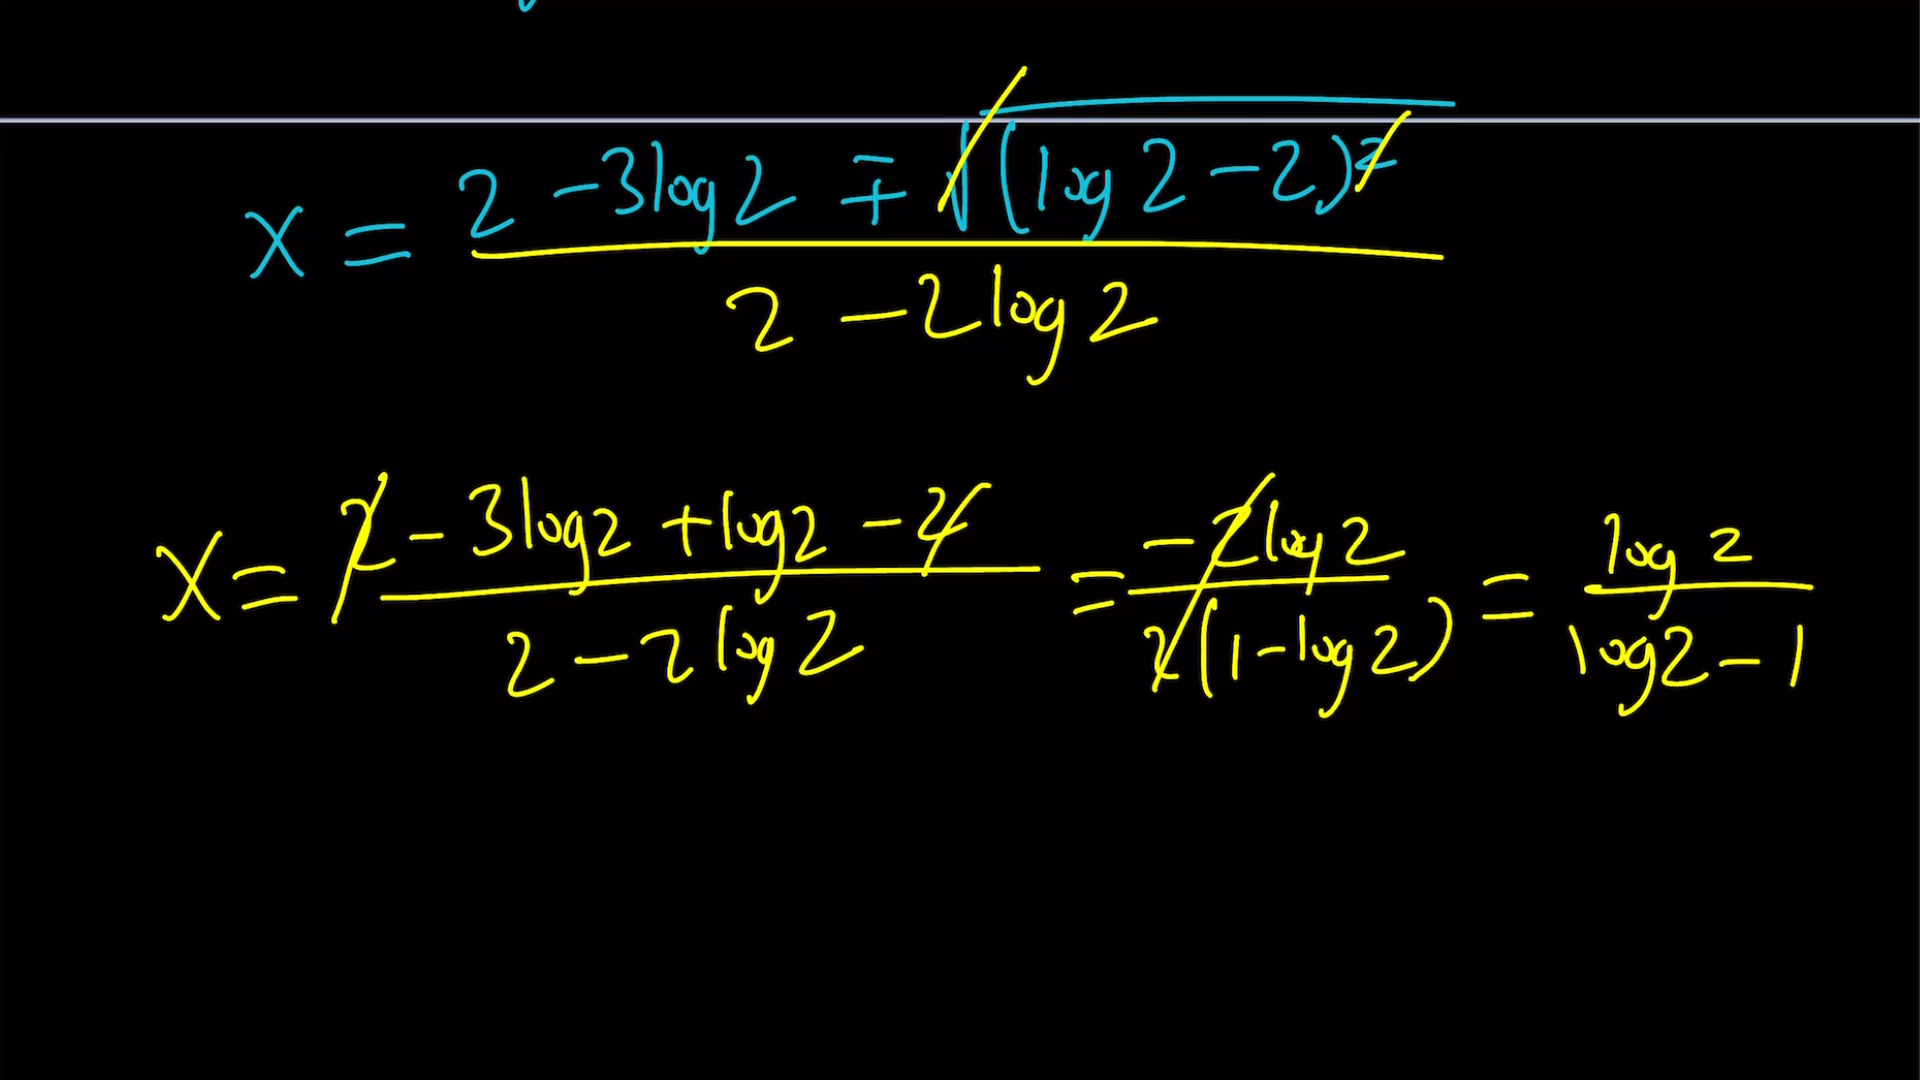 x = (2 - 3log2 ∓ √((log2 - 2)²)) / (2 - 2log2)
x = (2 - 3log2 + log2 - 2) / (2 - 2log2) = -2log2 / 2(1 - log2) = log2 / (log2 - 1)